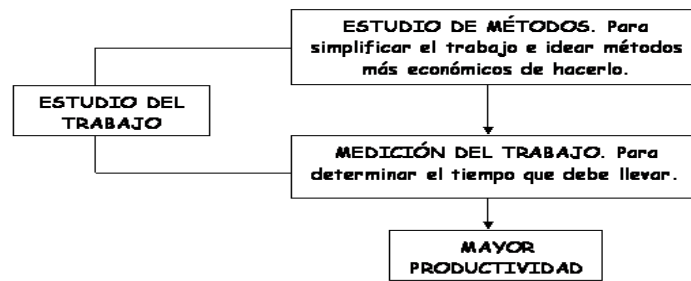 ESTUDIO DE MÉTODOS. Para
simplificar el trabajo e idear métodos
más económicos de hacerlo.
ESTUDIO DEL
TRABAJO
MEDICIÓN DEL TRABAJO. Para
determinar el tiempo que debe llevar.
MAYOR
PRODUCTIVIDAD